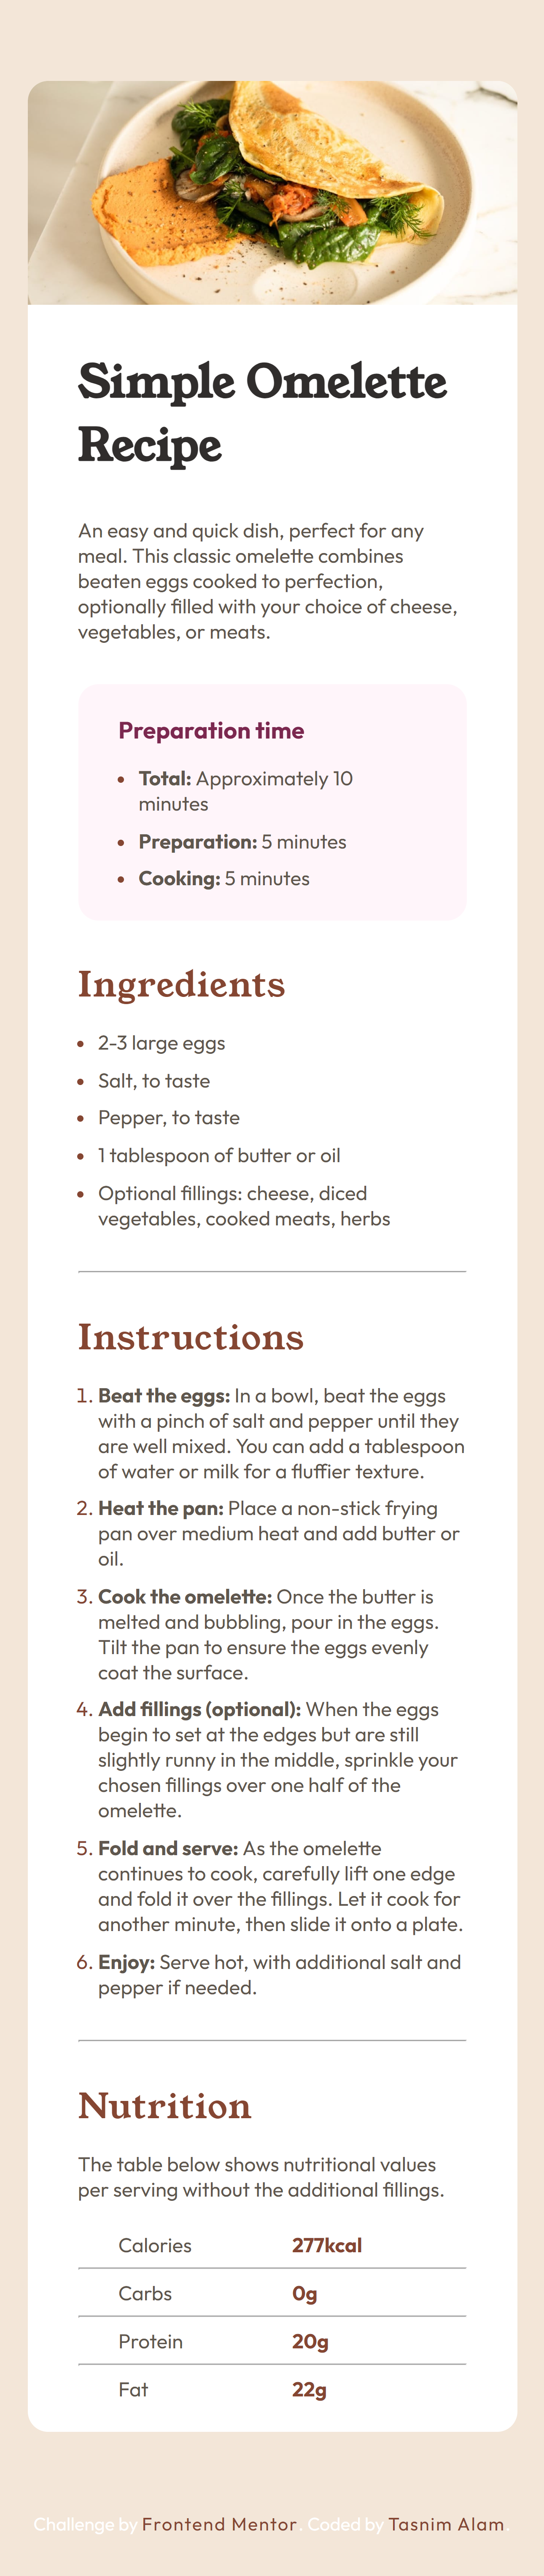 Simple Omelette
Recipe
An easy and quick dish, perfect for any
meal. This classic omelette combines
beaten eggs cooked to perfection,
optionally filled with your choice of cheese,
vegetables, or meats.
Preparation time
• Total: Approximately 10
minutes
• Preparation: 5 minutes
• Cooking: 5 minutes
Ingredients
• 2-3 large eggs
• Salt, to taste
• Pepper, to taste
• 1 tablespoon of butter or oil
• Optional fillings: cheese, diced
vegetables, cooked meats, herbs
Instructions
1. Beat the eggs: In a bowl, beat the eggs
with a pinch of salt and pepper until they
are well mixed. You can add a tablespoon
of water or milk for a fluffier texture.
2. Heat the pan: Place a non-stick frying
pan over medium heat and add butter or
oil.
3. Cook the omelette: Once the butter is
melted and bubbling, pour in the eggs.
Tilt the pan to ensure the eggs evenly
coat the surface.
4. Add fillings (optional): When the eggs
begin to set at the edges but are still
slightly runny in the middle, sprinkle your
chosen fillings over one half of the
omelette.
5. Fold and serve: As the omelette
continues to cook, carefully lift one edge
and fold it over the fillings. Let it cook for
another minute, then slide it onto a plate.
6. Enjoy: Serve hot, with additional salt and
pepper if needed.
Nutrition
The table below shows nutritional values
per serving without the additional fillings.
Calories 277kcal
Carbs 0g
Protein 20g
Fat 22g
Challenge by Frontend Mentor. Coded by Tasnim Alam.